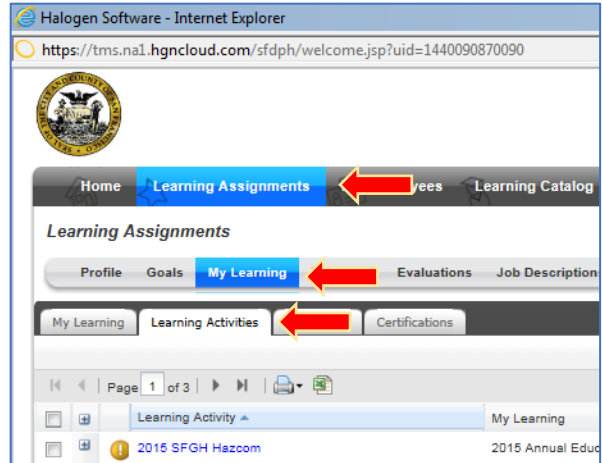 Halogen Software - Internet Explorer
https://tms.na1.hgncloud.com/sfdph/welcome.jsp?uid=1440090870090
Home Learning Assignments yees Learning Catalog
Learning Assignments
Profile Goals My Learning Evaluations Job Description
My Learning Learning Activities Certifications
Page 1 of 3
Learning Activity My Learning
2015 SFGH Hazcom 2015 Annual Educ